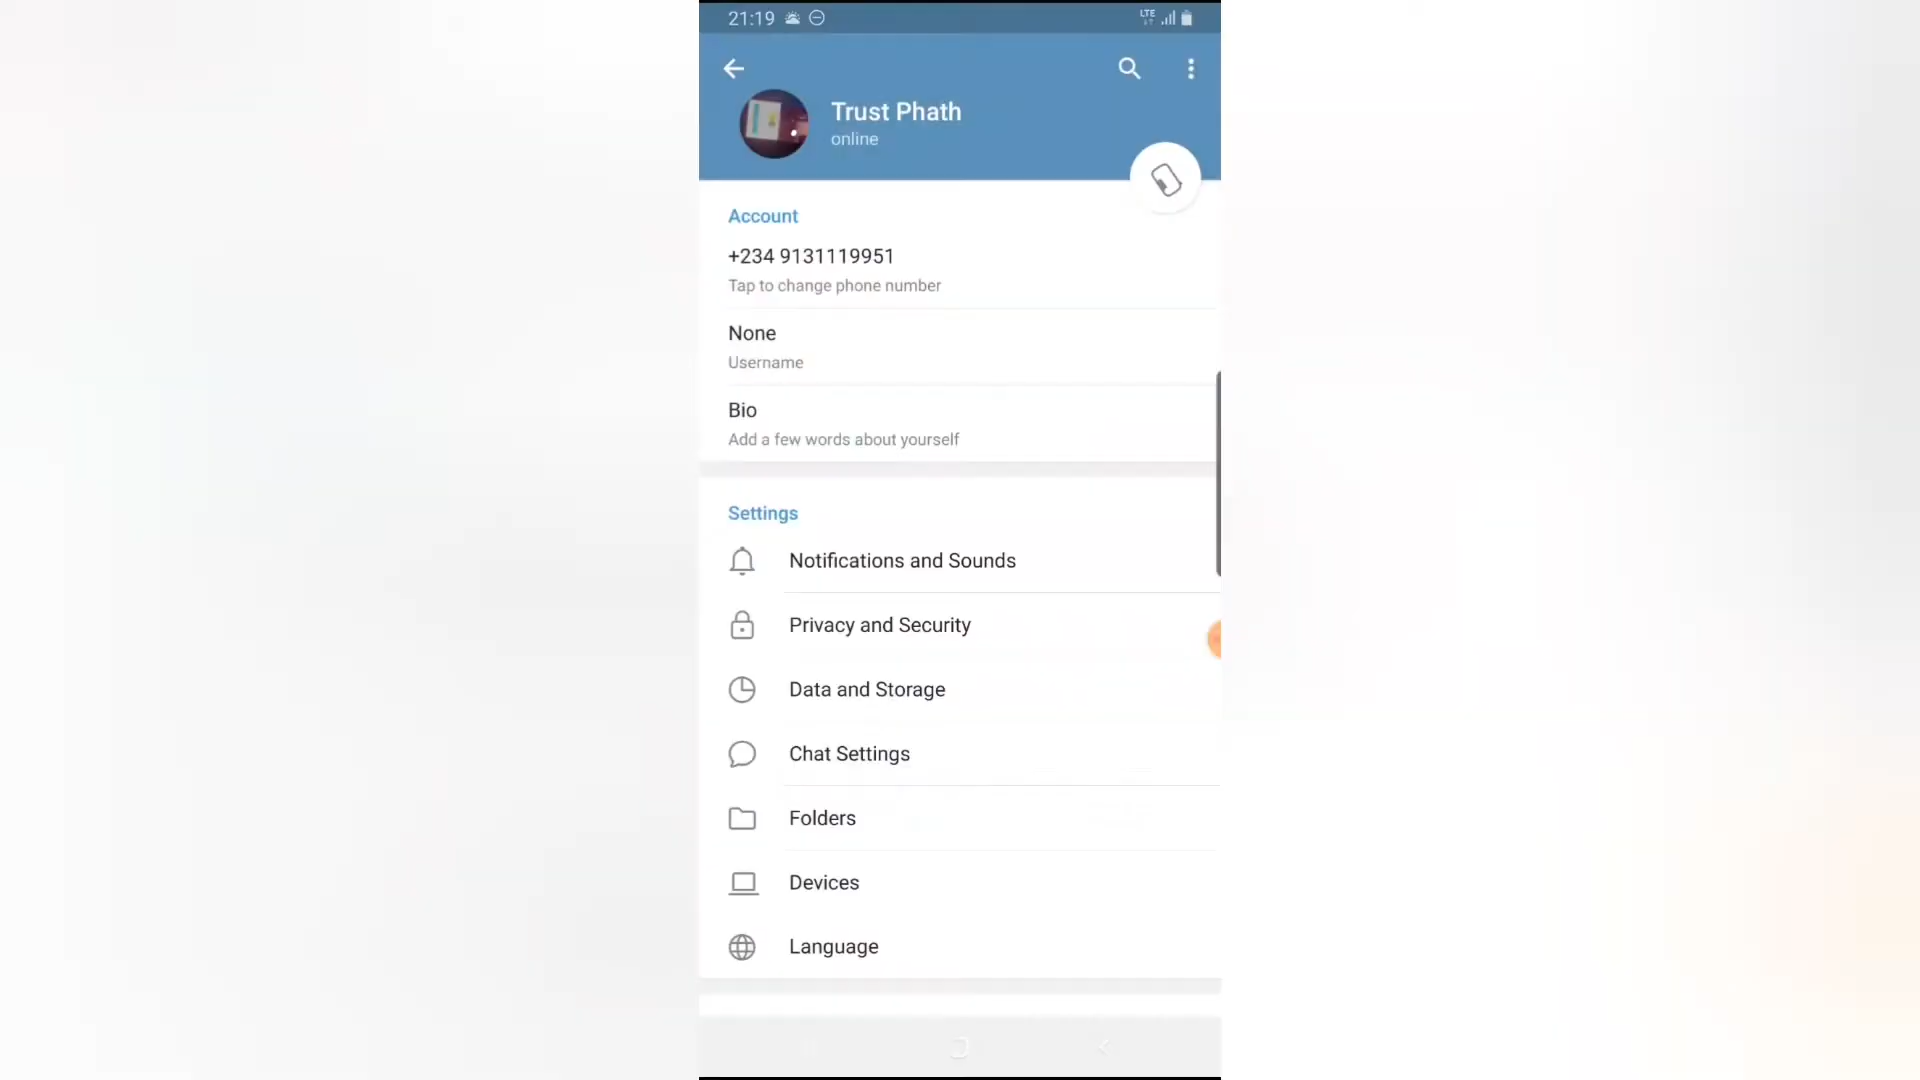 21:19
LTE
Trust Phath
online
Account
+234 9131119951
Tap to change phone number
None
Username
Bio
Add a few words about yourself
Settings
Notifications and Sounds
Privacy and Security
Data and Storage
Chat Settings
Folders
Devices
Language